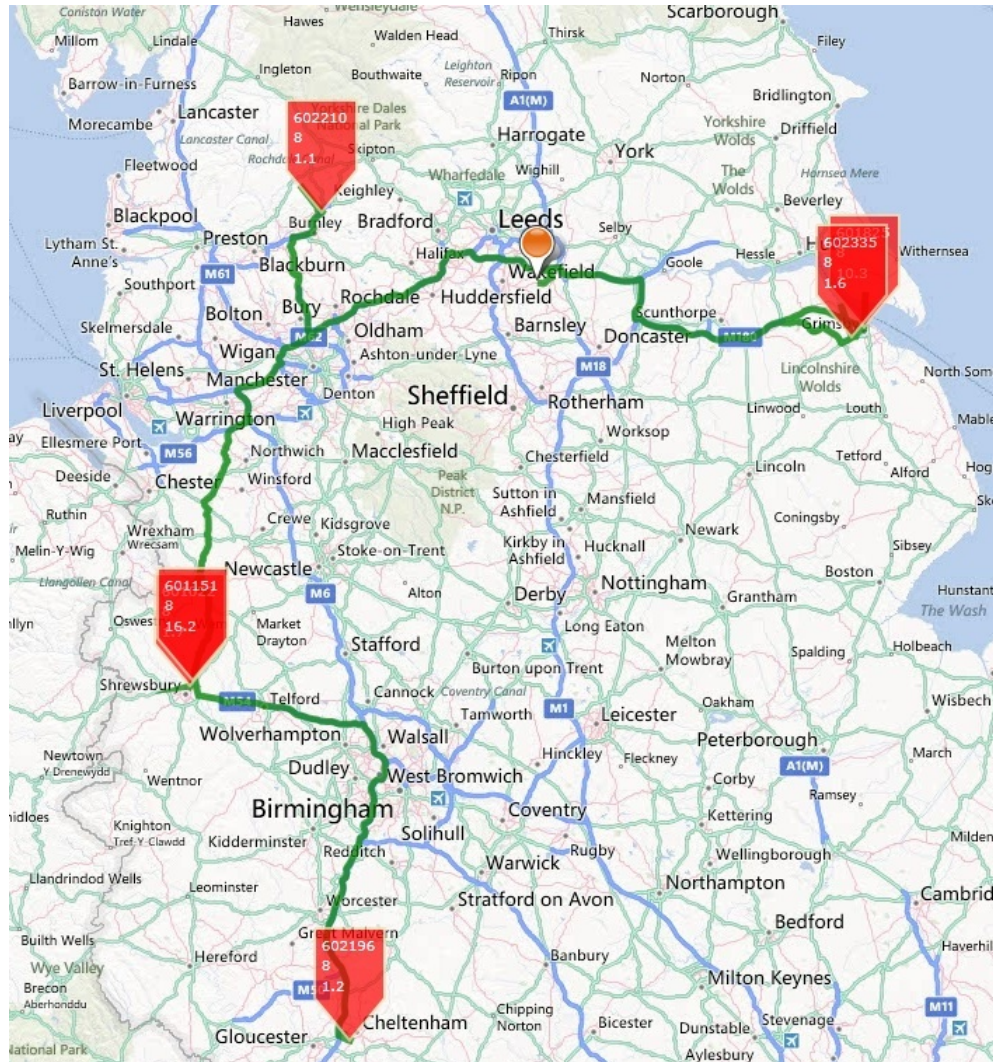 Coniston Water
Hawes
Wensleydale
Scarborough
Millom
Lindale
Walden Head
Thirsk
Filey
Ingleton
Leighton
Reservoir
Bouthwaite
Ripon
Norton
Barrow-in-Furness
Bridlington
Morecambe
Lancaster
602210
8
1.1
Yorkshire Dales
National Park
A1(M)
Harrogate
Yorkshire
Wolds
Driffield
Lancaster Canal
Skipton
York
Fleetwood
Wighill
The
Wolds
Hornsea Mere
Keighley
Wharfedale
Beverley
Blackpool
Burnley
Bradford
Leeds
Selby
Lytham St.
Anne's
Preston
Blackburn
Halifax
Wakefield
Goole
Hessle
601825
602335
8
10.3
1.6
Withernsea
M61
Southport
Bury
Rochdale
Huddersfield
Scunthorpe
Grimsby
Skelmersdale
Bolton
M62
Oldham
Barnsley
Doncaster
M180
Wigan
Ashton-under-Lyne
M18
Lincolnshire
Wolds
St. Helens
Manchester
Denton
Sheffield
Rotherham
North Som
Liverpool
Warrington
High Peak
Linwood
Louth
Mable
Ellesmere Port
M56
Northwich
Macclesfield
Worksop
Deeside
Chester
Winsford
Peak
District
N.P.
Chesterfield
Lincoln
Tetford
Alford
Hog
Ruthin
Wrexham
Wrecsam
Crewe
Kidsgrove
Sutton in
Ashfield
Mansfield
Coningsby
Melin-Y-Wig
Stoke-on-Trent
Kirkby in
Ashfield
Newark
Hucknall
Sibsey
Llangollen Canal
Newcastle
M6
Alton
Derby
Nottingham
Grantham
Boston
Hunstant
The Wash
601151
8
16.2
Market
Drayton
Stafford
Long Eaton
Burton upon Trent
Melton
Mowbray
Spalding
Holbeach
Shrewsbury
M54
Telford
Cannock
Coventry Canal
Tamworth
M1
Leicester
Oakham
Wisbech
Wolverhampton
Walsall
Peterborough
Newtown
Y Drenewydd
Wentnor
Dudley
West Bromwich
Hinckley
Fleckney
Corby
A1(M)
March
Birmingham
Coventry
Kettering
Ramsey
Knighton
Tref-Y-Clawdd
Kidderminster
Solihull
Rugby
Milden
Redditch
Warwick
Wellingborough
Llandrindod Wells
Leominster
Worcester
Stratford on Avon
Northampton
Cambrid
Builth Wells
Great Malvern
Bedford
602196
8
1.2
Hereford
Banbury
Haverhil
Wye Valley
Brecon
Aberhonddu
Milton Keynes
M11
Gloucester
Cheltenham
Chipping
Norton
Bicester
Dunstable
Stevenage
Aylesbury